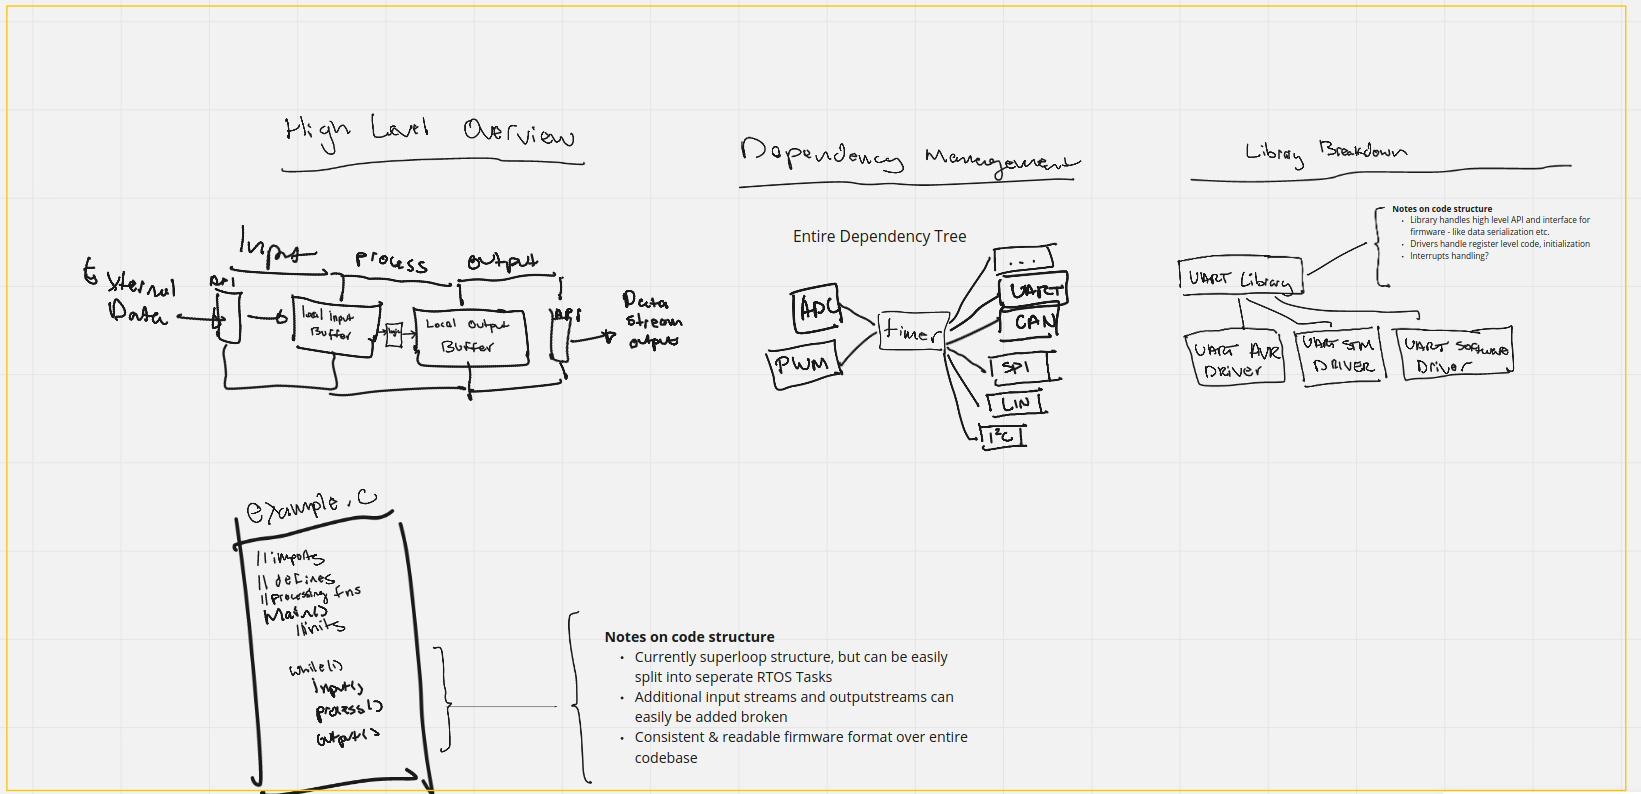 High Level Overview
Input
process
output
External
Data
API
Local Input
Buffer
Local Output
Buffer
API
Data
Stream
outputs
example.c
//imports
//defines
//processing fns
Main()
//inits
while()
input()
process()
output()
Notes on code structure
• Currently superloop structure, but can be easily
split into seperate RTOS Tasks
• Additional input streams and outputstreams can
easily be added broken
• Consistent & readable firmware format over entire
codebase
Dependency Management
Entire Dependency Tree
ADC
PWM
timer
...
UART
CAN
SPI
LIN
I²C
Library Breakdown
Notes on code structure
• Library handles high level API and interface for
firmware - like data serialization etc.
• Drivers handle register level code, initialization
• Interrupts handling?
UART Library
UART AVR
DRIVER
UART STM
DRIVER
UART Software
Driver